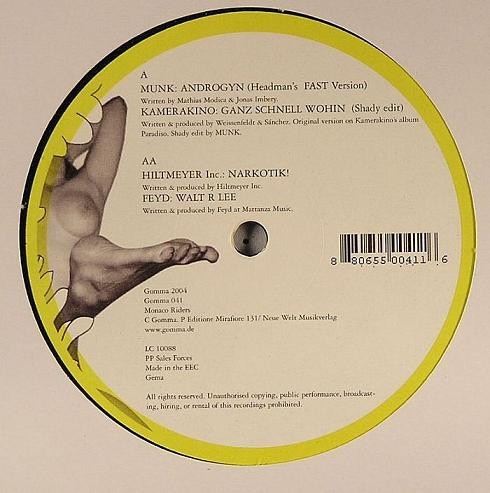 A
MUNK: ANDROGYN (Headman's FAST Version)
Written by Mathias Modica & Jonas Imbery.
KAMERAKINO: GANZ SCHNELL WOHIN (Shady edit)
Written & produced by Weissenfeldt & Sánchez. Original version on Kamerakino's album
Paradiso. Shady edit by MUNK.
AA
HILTMEYER Inc.: NARKOTIK!
Written & produced by Hiltmeyer Inc.
FEYD: WALT R LEE
Written & produced by Feyd at Mattanza Music.
8 80655 00411 6
Gomma 2004
Gomma 041
Monaco Riders
C Gomma. P Editione Mirafiore 131/ Neue Welt Musikverlag
www.gomma.de
LC 10088
PP Sales Forces
Made in the EEC
Gema
All rights reserved. Unauthorised copying, public performance, broadcast-
ing, hiring, or rental of this recordings prohibited.